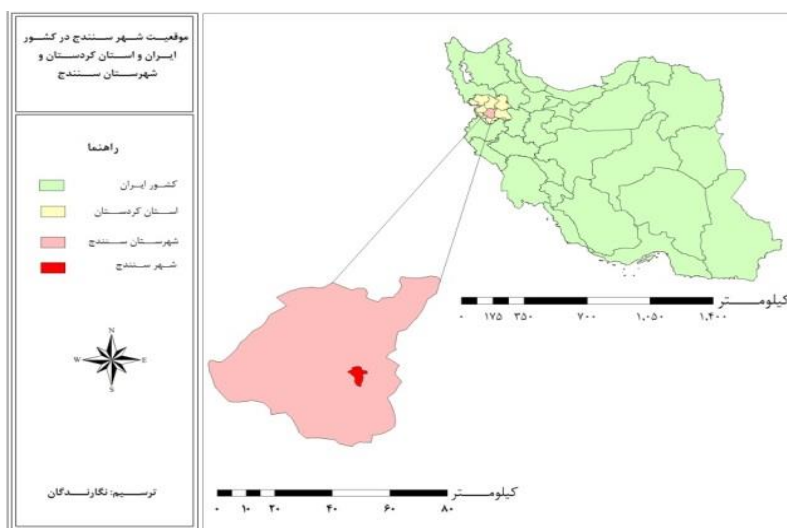 موقعیت شهر سنندج در کشور
ایران و استان کردستان و
شهرستان سنندج
راهنما
کشور ایران
استان کردستان
شهرستان سنندج
شهر سنندج
N
W E
S
ترسیم: نگارندگان
کیلومتر
۰ ۱۷۵ ۳۵۰ ۷۰۰ ۱،۰۵۰ ۱،۴۰۰
کیلومتر
۰ ۱۰ ۲۰ ۴۰ ۶۰ ۸۰